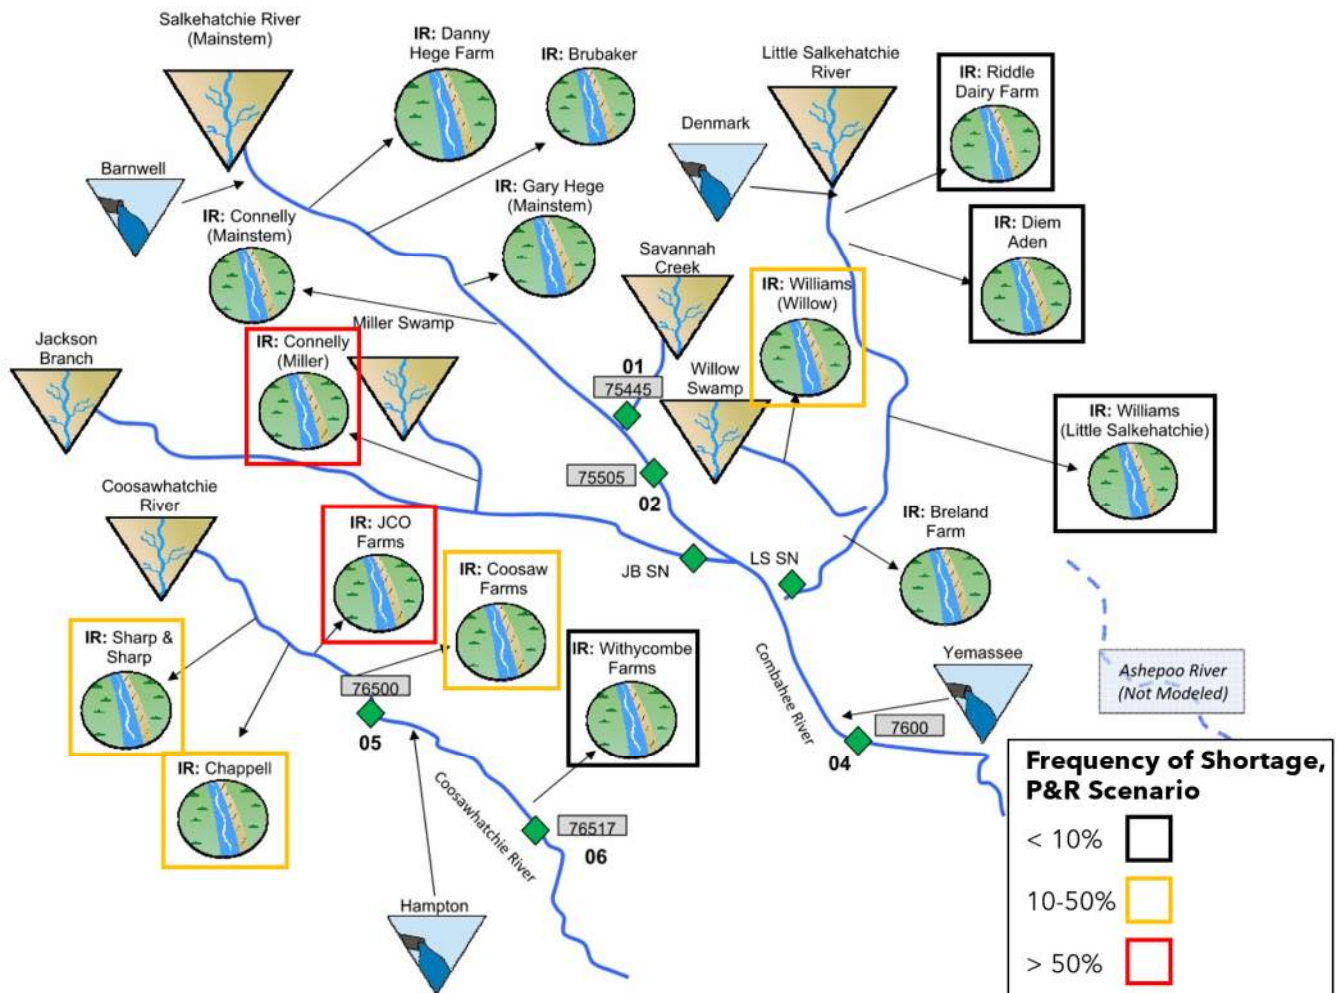 Salkehatchie River
(Mainstem)
IR: Danny
Hege Farm
IR: Brubaker
Little Salkehatchie
River
IR: Riddle
Dairy Farm
Denmark
Barnwell
IR: Gary Hege
(Mainstem)
IR: Connelly
(Mainstem)
IR: Diem
Aden
Savannah
Creek
IR: Williams
(Willow)
Miller Swamp
Jackson
Branch
IR: Connelly
(Miller)
01
75445
Willow
Swamp
IR: Williams
(Little Salkehatchie)
75505
02
Coosawhatchie
River
IR: JCO
Farms
IR: Coosaw
Farms
JB SN
LS SN
IR: Breland
Farm
IR: Sharp &
Sharp
IR: Withycombe
Farms
Combahee River
Yemassee
Ashepoo River
(Not Modeled)
76500
05
7600
04
IR: Chappell
Coosawhatchie River
76517
06
Hampton
Frequency of Shortage,
P&R Scenario
< 10%
10-50%
> 50%